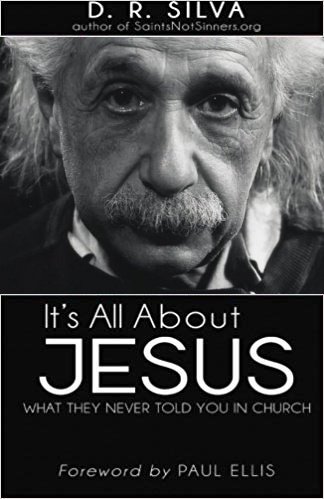 D. R. SILVA
author of SaintsNotSinners.org
It's All About
JESUS
WHAT THEY NEVER TOLD YOU IN CHURCH
Foreword by PAUL ELLIS